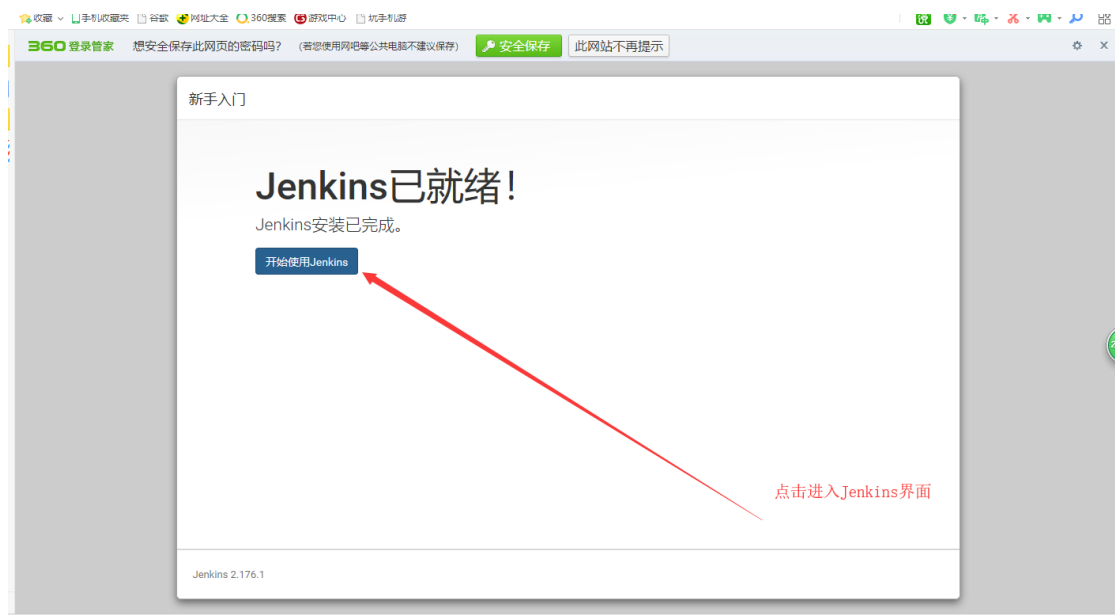 收藏 手机收藏夹 谷歌 网址大全 360搜索 游戏中心 玩手机游
360登录管家 想安全保存此网页的密码吗? (若您使用网吧等公共电脑不建议保存) 安全保存 此网站不再提示
新手入门
Jenkins已就绪!
Jenkins安装已完成。
开始使用Jenkins
点击进入Jenkins界面
Jenkins 2.176.1